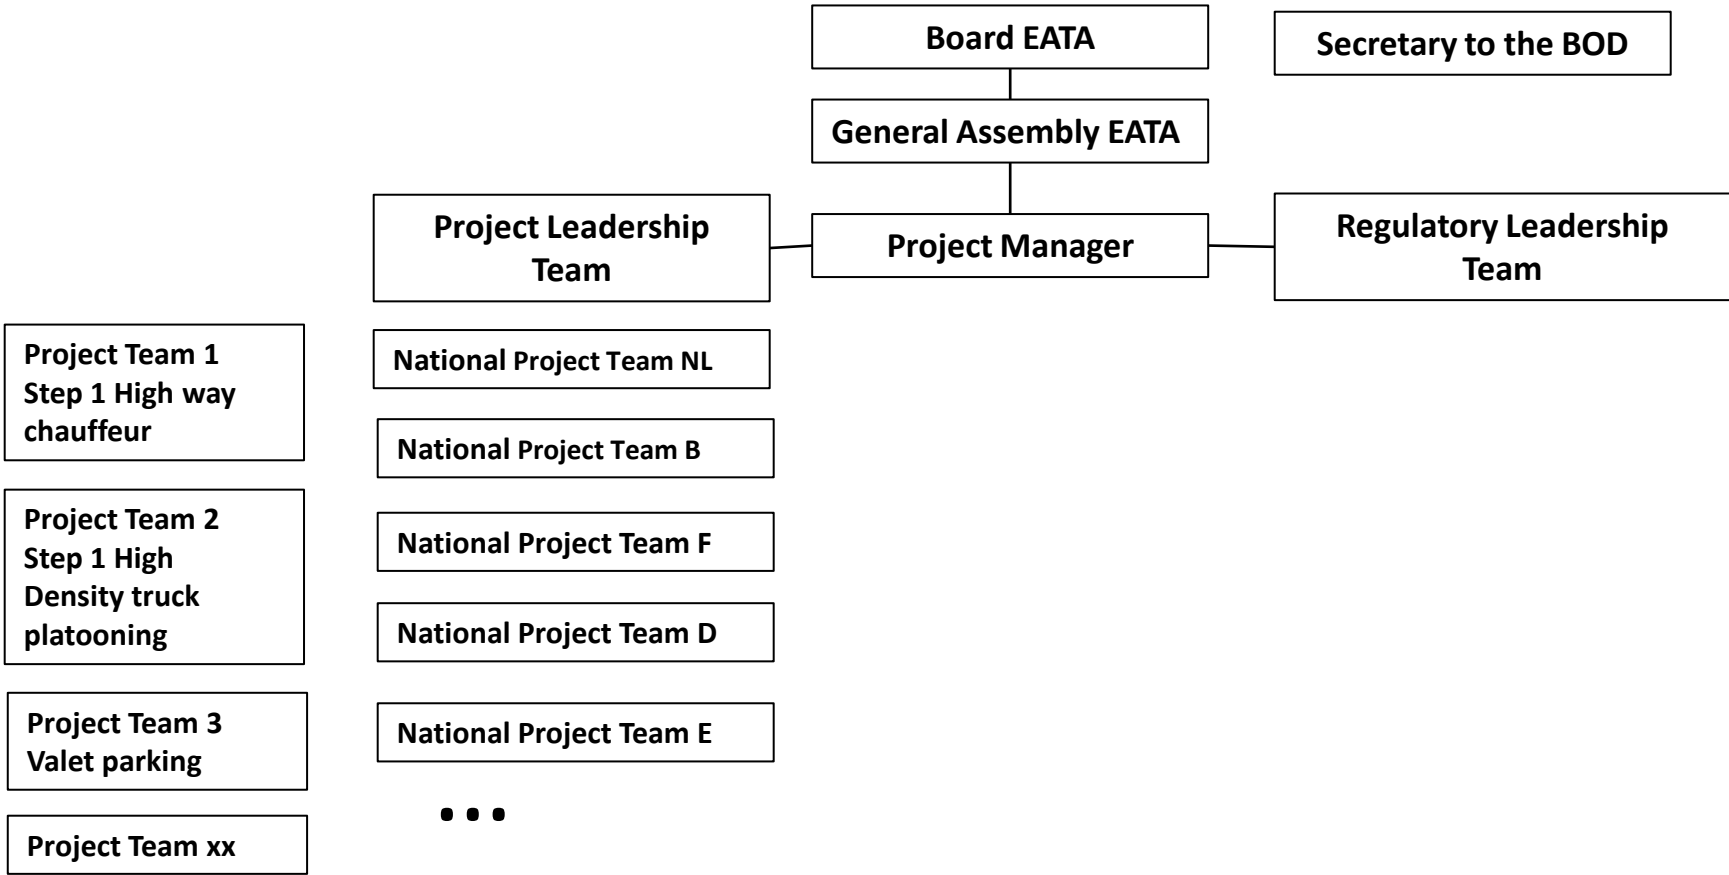 Board EATA
Secretary to the BOD
General Assembly EATA
Project Leadership
Team
Project Manager
Regulatory Leadership
Team
Project Team 1
Step 1 High way
chauffeur
Project Team 2
Step 1 High
Density truck
platooning
Project Team 3
Valet parking
Project Team xx
National Project Team NL
National Project Team B
National Project Team F
National Project Team D
National Project Team E
...